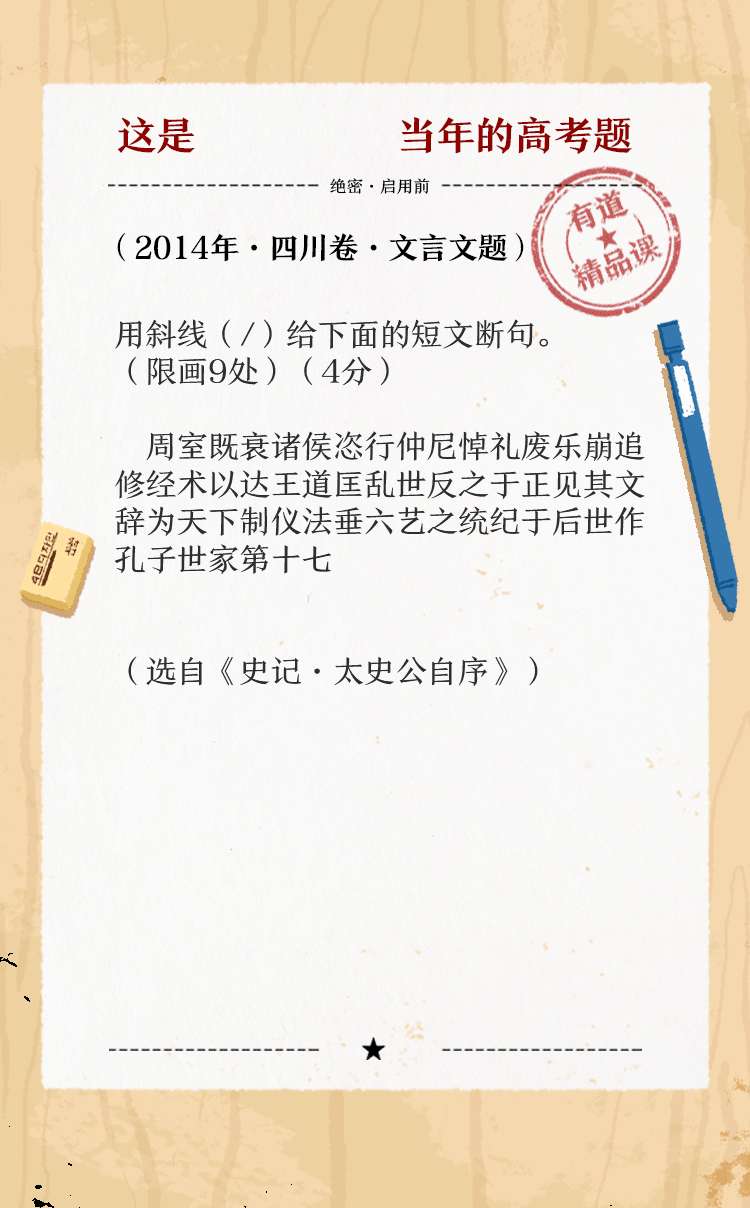 这是 当年的高考题
绝密·启用前
有道
精品课
（2014年·四川卷·文言文题）
用斜线（/）给下面的短文断句。
（限画9处）（4分）
周室既衰诸侯恣行仲尼悼礼废乐崩追
修经术以达王道匡乱世反之于正见其文
辞为天下制仪法垂六艺之统纪于后世作
孔子世家第十七
（选自《史记·太史公自序》）